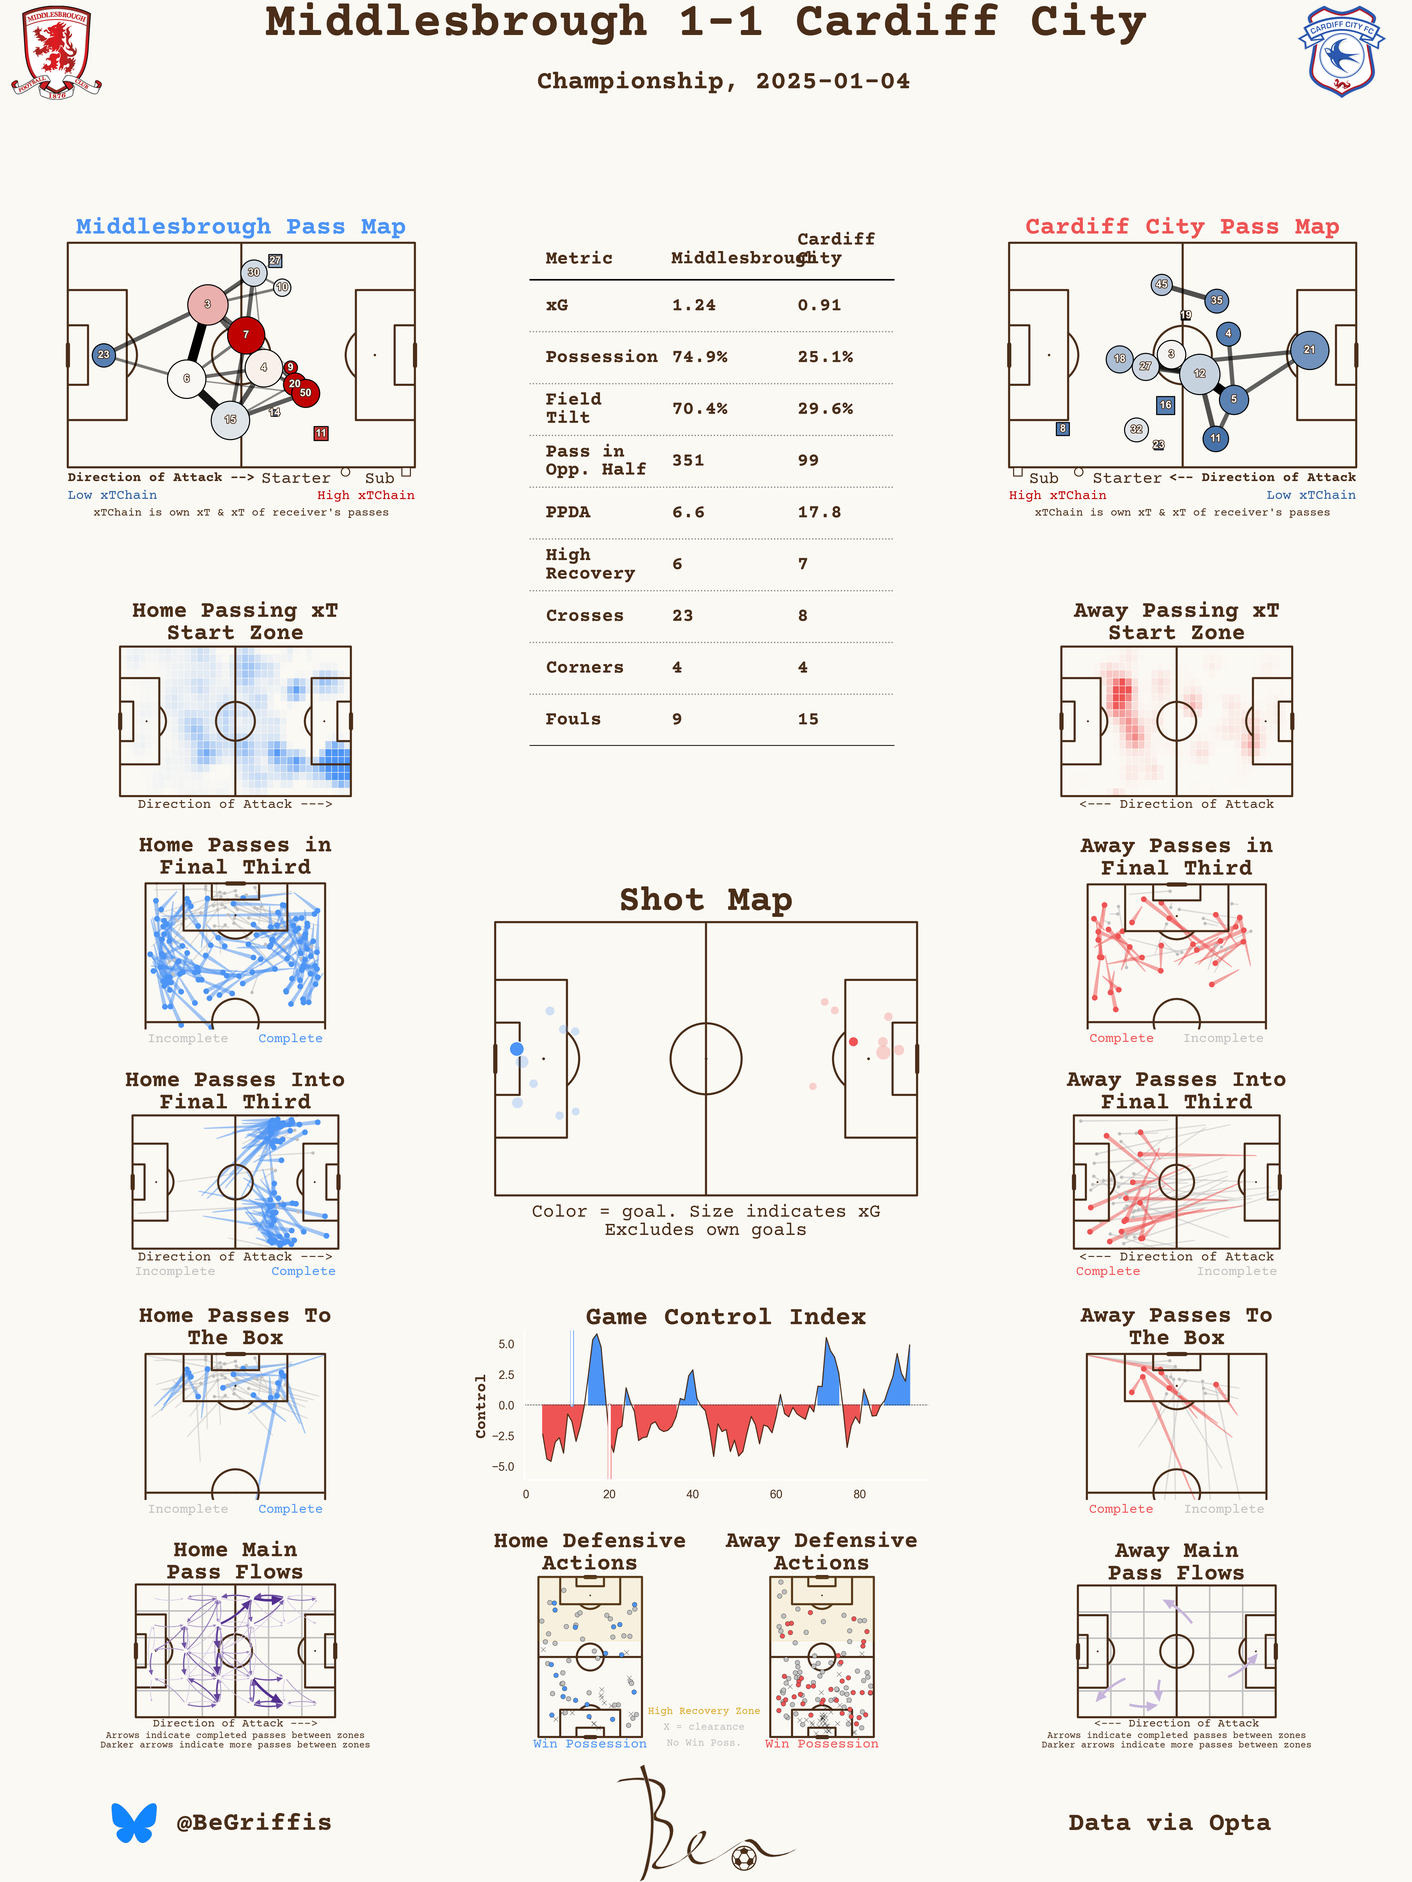 Middlesbrough 1-1 Cardiff City
Championship, 2025-01-04
MIDDLESBROUGH
FOOTBALL CLUB
1876
CARDIFF CITY FC
Middlesbrough Pass Map
27
30
10
3
7
23
4
9
6
20
50
14
15
11
Direction of Attack --> Starter Sub
Low xTChain High xTChain
xTChain is own xT & xT of receiver's passes
Metric Middlesbrough Cardiff City
xG 1.24 0.91
Possession 74.9% 25.1%
Field Tilt 70.4% 29.6%
Pass in Opp. Half 351 99
PPDA 6.6 17.8
High Recovery 6 7
Crosses 23 8
Corners 4 4
Fouls 9 15
Cardiff City Pass Map
45
35
19
4
3
21
18
27
12
5
16
8
32
23
11
Sub Starter <-- Direction of Attack
High xTChain Low xTChain
xTChain is own xT & xT of receiver's passes
Home Passing xT
Start Zone
Direction of Attack --->
Away Passing xT
Start Zone
<--- Direction of Attack
Home Passes in
Final Third
Incomplete Complete
Away Passes in
Final Third
Complete Incomplete
Shot Map
Color = goal. Size indicates xG
Excludes own goals
Home Passes Into
Final Third
Direction of Attack --->
Incomplete Complete
Away Passes Into
Final Third
<--- Direction of Attack
Complete Incomplete
Home Passes To
The Box
Incomplete Complete
Game Control Index
Control
5.0
2.5
0.0
−2.5
−5.0
0 20 40 60 80
Away Passes To
The Box
Complete Incomplete
Home Main
Pass Flows
Direction of Attack --->
Arrows indicate completed passes between zones
Darker arrows indicate more passes between zones
Home Defensive
Actions
Win Possession
High Recovery Zone
X = clearance
No Win Poss.
Away Defensive
Actions
Win Possession
Away Main
Pass Flows
<--- Direction of Attack
Arrows indicate completed passes between zones
Darker arrows indicate more passes between zones
@BeGriffis
Ben
Data via Opta